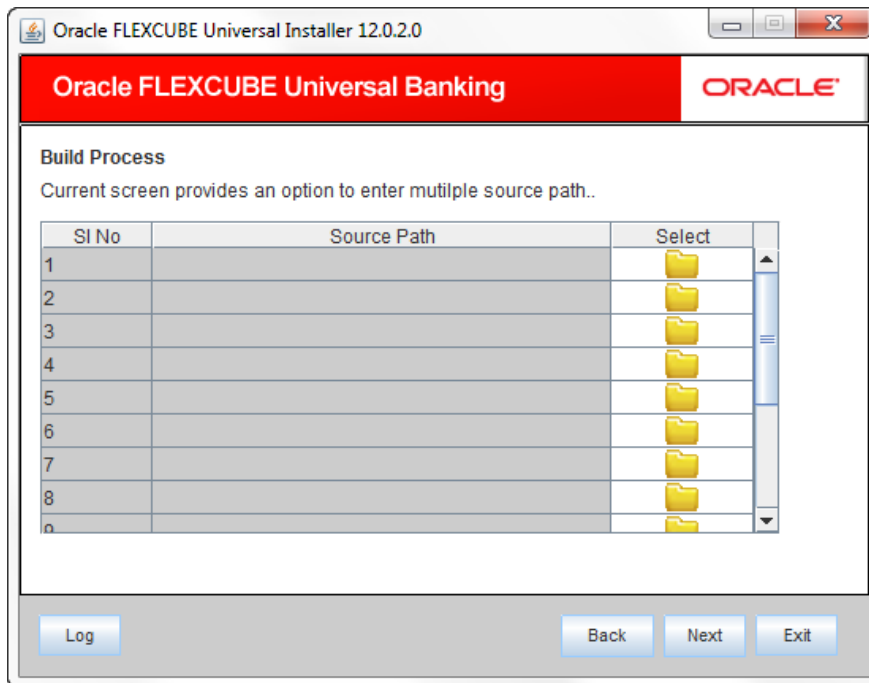 Oracle FLEXCUBE Universal Installer 12.0.2.0
Oracle FLEXCUBE Universal Banking
ORACLE
Build Process
Current screen provides an option to enter mutilple source path..
Sl No Source Path Select
1
2
3
4
5
6
7
8
9
Log Back Next Exit